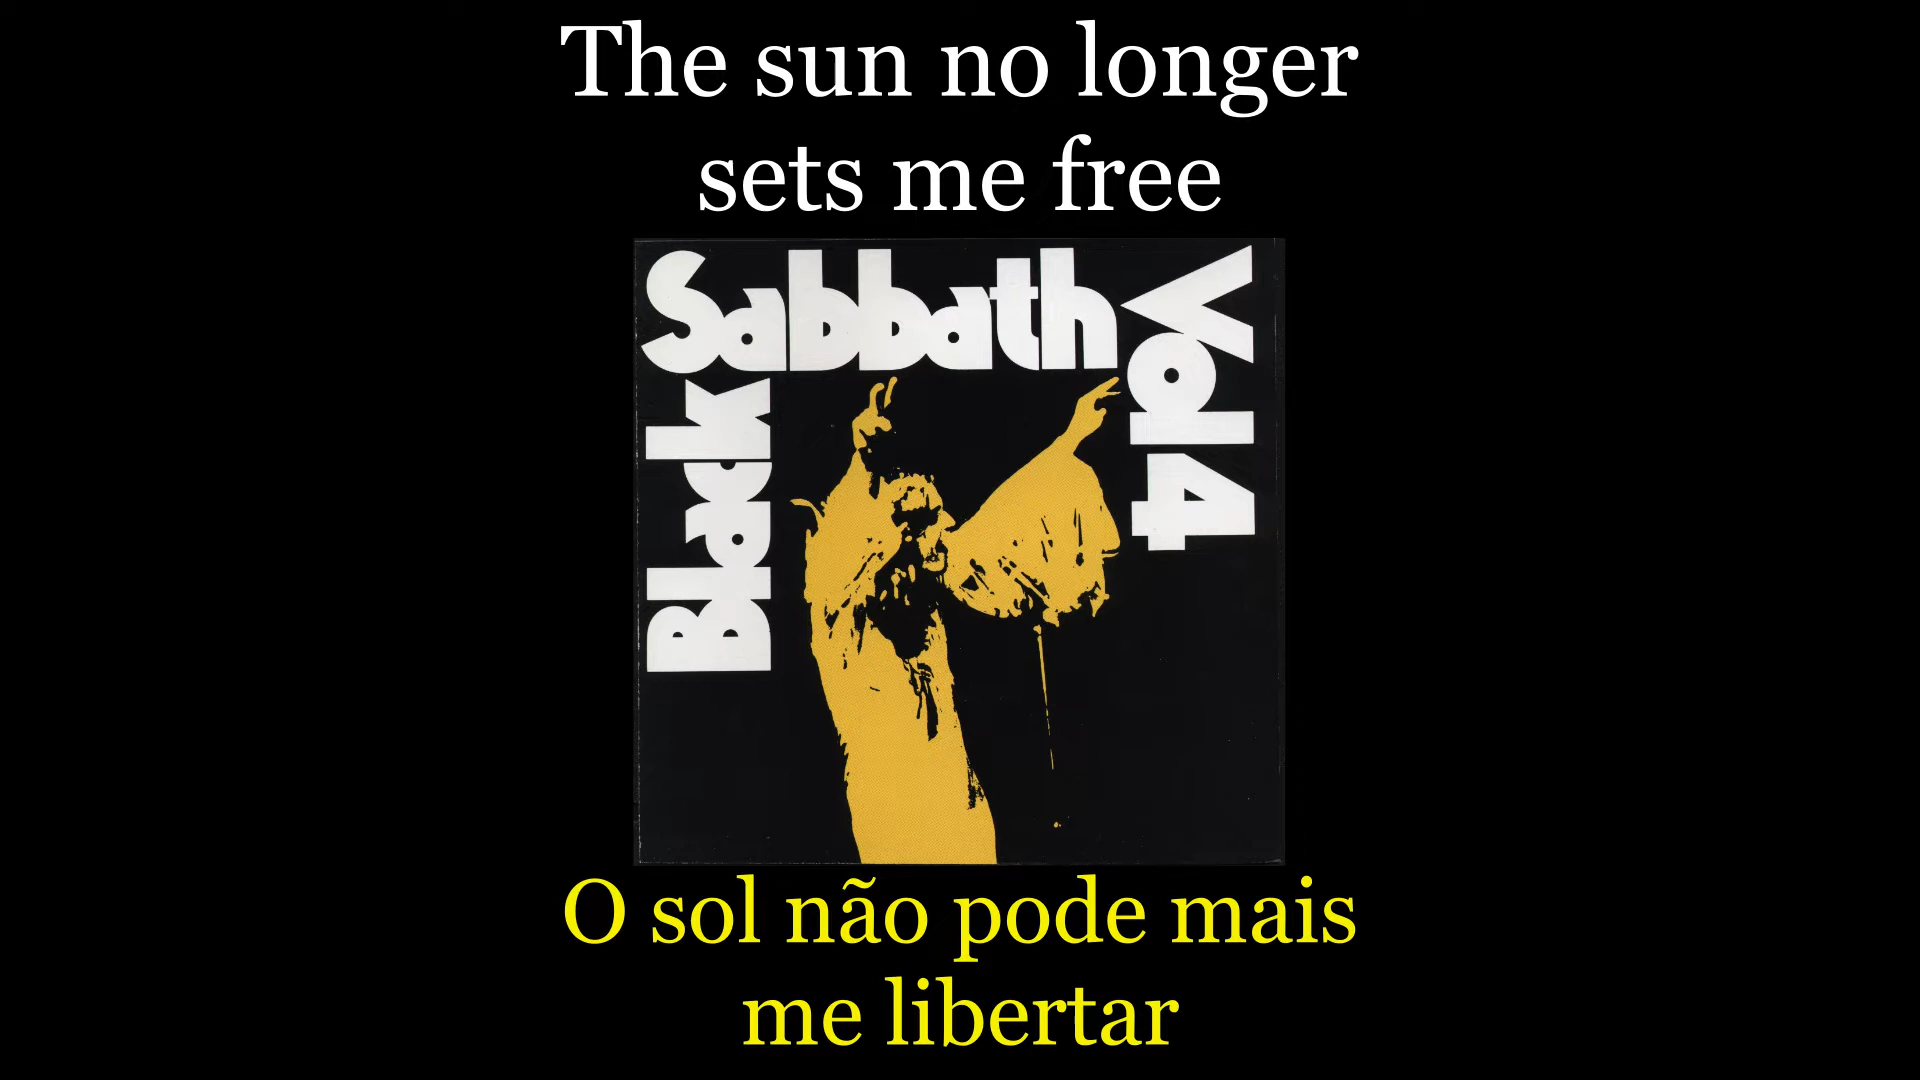 The sun no longer
sets me free
Black
Sabbath
Vol 4
O sol não pode mais
me libertar